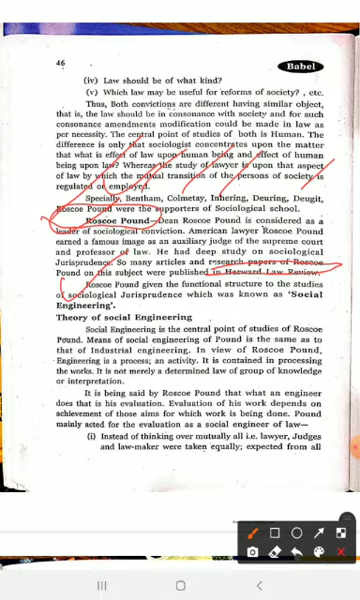 46
Babel
(iv) Law should be of what kind?
(v) Which law may be useful for reforms of society? , etc.
Thus, Both convictions are different having similar object,
that is, the law should be in consonance with society and for such
consonance amendments modification could be made in law as
per necessity. The central point of studies of both is Human. The
difference is only that sociologist concentrates upon the matter
that what is effect of law upon human being and effect of human
being upon law? Whereas the study of lawyer is upon that aspect
of law by which the mutual transition of the persons of society is
regulated or employed.
Specially, Bentham, Colmetay, Inhering, Deuring, Deugit,
Roscoe Pound were the supporters of Sociological school.
Roscoe Pound—Dean Roscoe Pound is considered as a
leader of sociological conviction. American lawyer Roscoe Pound
earned a famous image as an auxiliary judge of the supreme court
and professor of law. He had deep study on sociological
Jurisprudence. So many articles and research papers of Roscoe
Pound on this subject were published in Harward Law Review.
Roscoe Pound given the functional structure to the studies
of sociological Jurisprudence which was known as 'Social
Engineering'.
Theory of social Engineering
Social Engineering is the central point of studies of Roscoe
Pound. Means of social engineering of Pound is the same as to
that of Industrial engineering. In view of Roscoe Pound,
Engineering is a process; an activity. It is contained in processing
the works. It is not merely a determined law of group of knowledge
or interpretation.
It is being said by Roscoe Pound that what an engineer
does that is his evaluation. Evaluation of his work depends on
achievement of those aims for which work is being done. Pound
mainly acted for the evaluation as a social engineer of law—
(i) Instead of thinking over mutually all i.e. lawyer, Judges
and law-maker were taken equally; expected from all